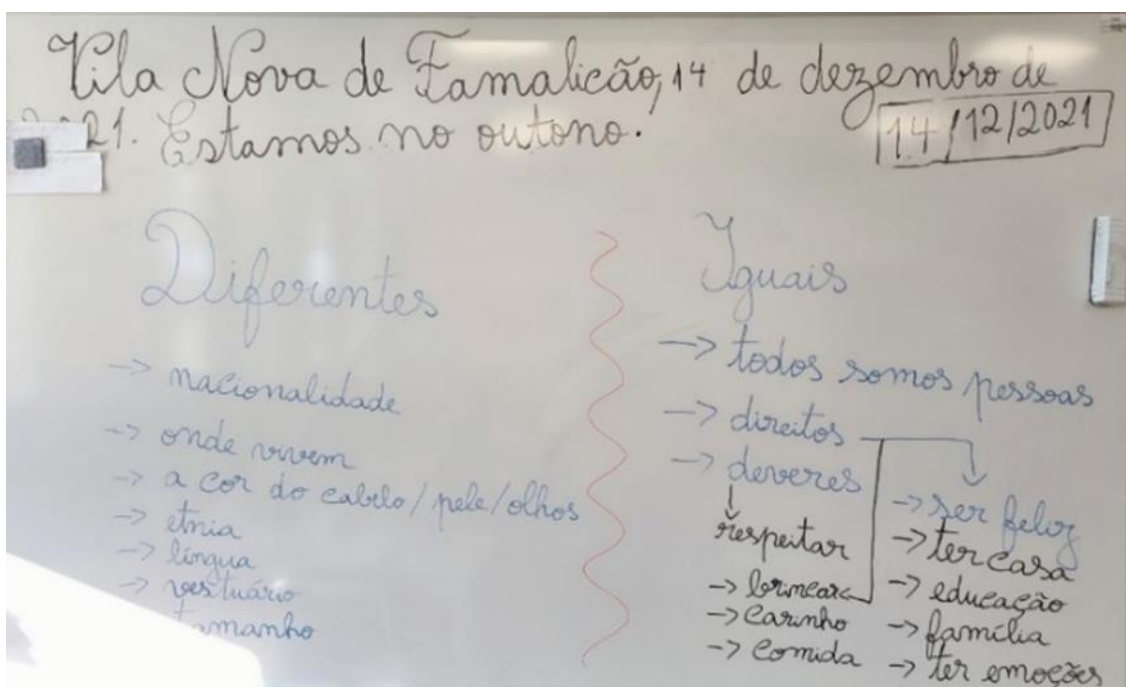 Vila Nova de Famalicão, 14 de dezembro de
21. Estamos no outono.
14/12/2021
Diferentes
-> nacionalidade
-> onde vivem
-> a cor do cabelo/pele/olhos
-> etnia
-> língua
-> vestuário
tamanho
Iguais
-> todos somos pessoas
-> direitos
-> deveres
respeitar
-> brincar
-> carinho
-> comida
-> ser feliz
-> ter casa
-> educação
-> família
-> ter emoções